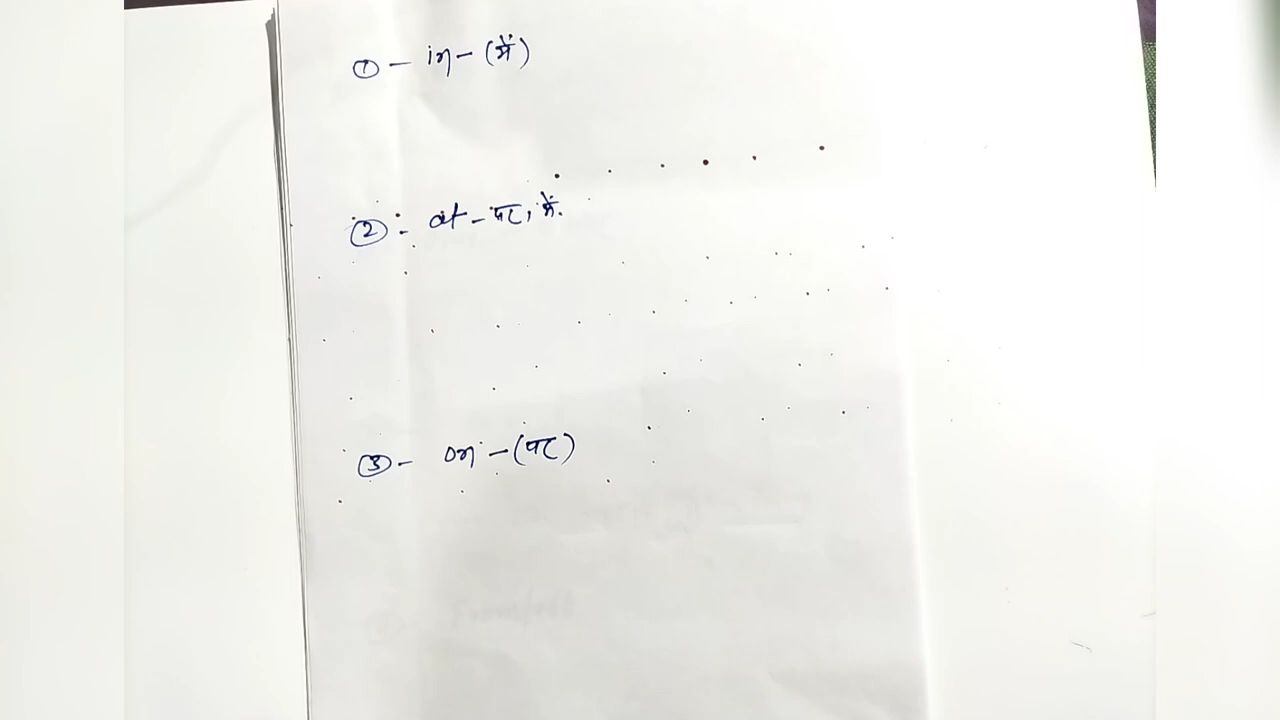 ① - in - (में)
② - at - पर, में.
③ - on - (पर)